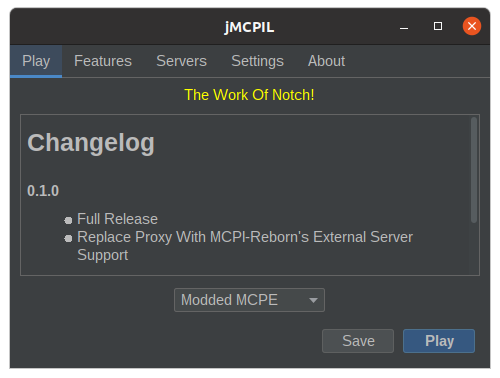 jMCPIL
Play Features Servers Settings About
The Work Of Notch!
Changelog
0.1.0
Full Release
Replace Proxy With MCPI-Reborn's External Server
Support
Modded MCPE
Save Play